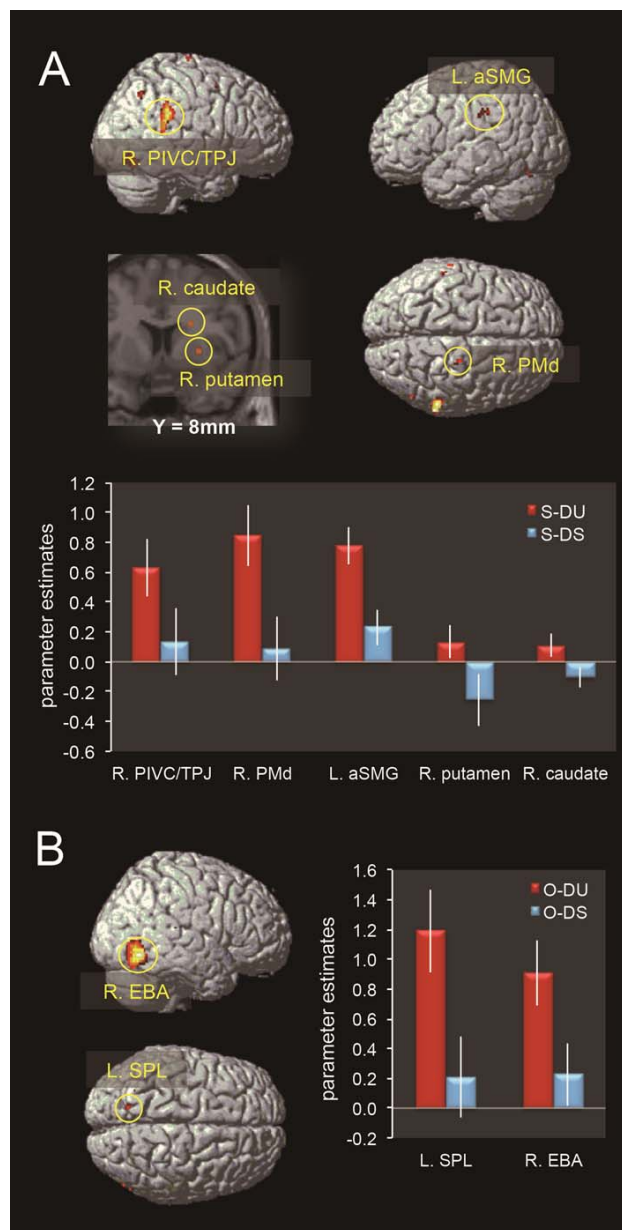 A
L. aSMG
R. PIVC/TPJ
R. caudate
R. putamen
Y = 8mm
R. PMd
parameter estimates
1.2
1.0
0.8
0.6
0.4
0.2
0.0
-0.2
-0.4
-0.6
S-DU
S-DS
R. PIVC/TPJ R. PMd L. aSMG R. putamen R. caudate
B
R. EBA
L. SPL
parameter estimates
1.6
1.4
1.2
1.0
0.8
0.6
0.4
0.2
0.0
-0.2
O-DU
O-DS
L. SPL R. EBA